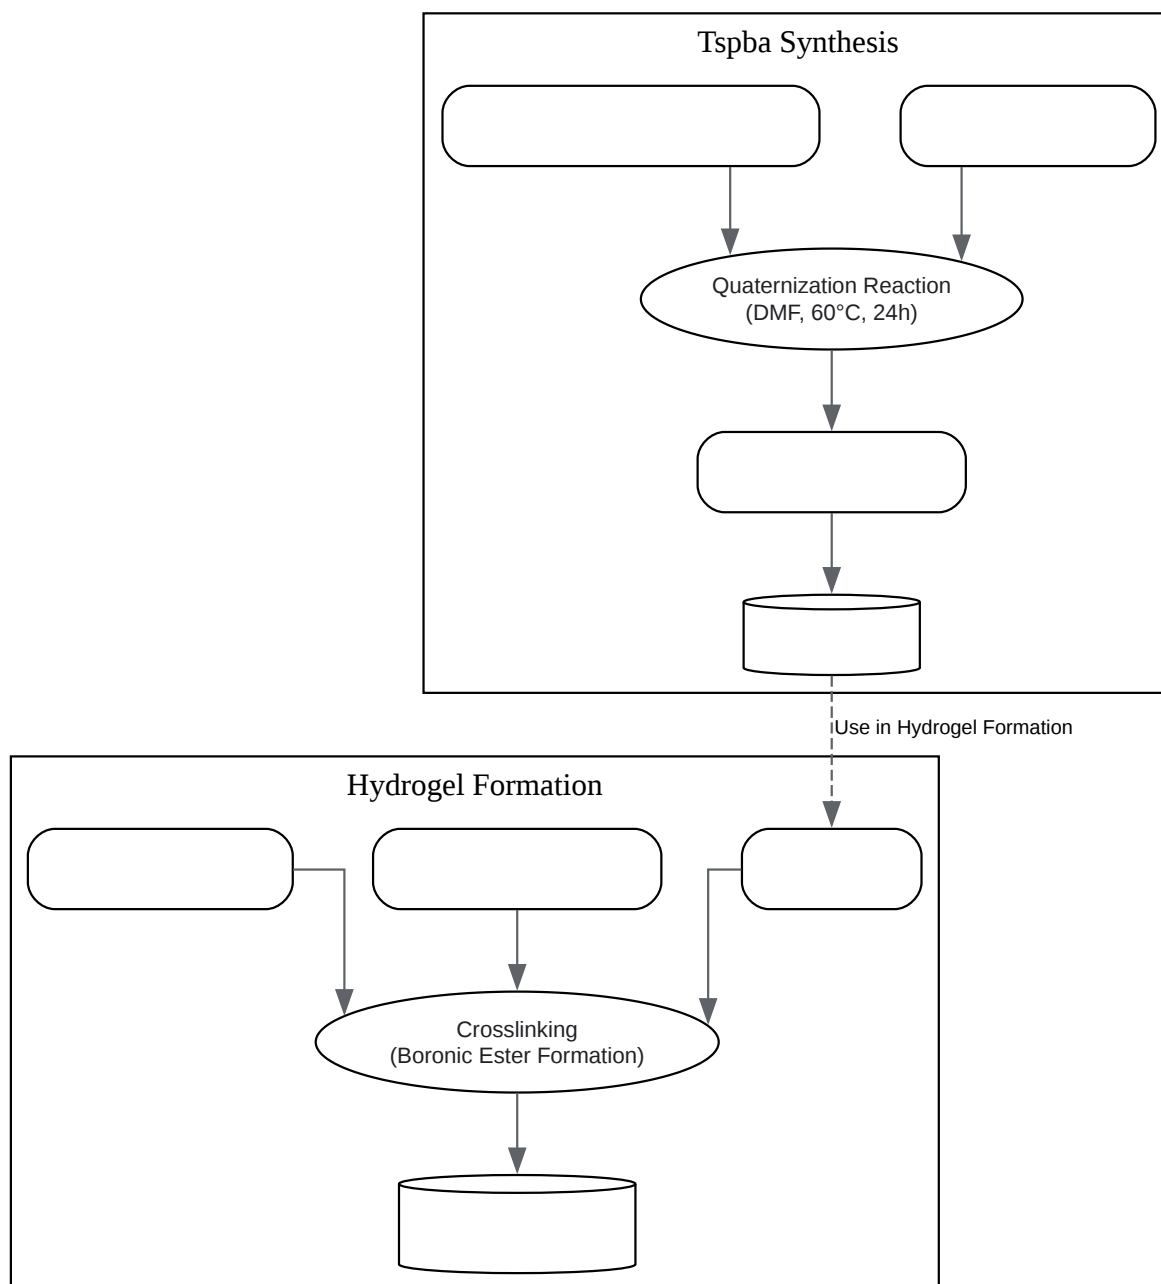 Tspba Synthesis
Quaternization Reaction
(DMF, 60°C, 24h)
Use in Hydrogel Formation
Hydrogel Formation
Crosslinking
(Boronic Ester Formation)